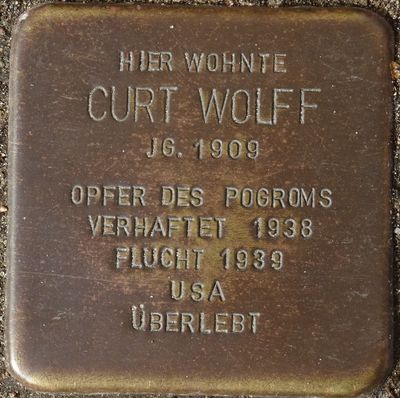 HIER WOHNTE
CURT WOLFF
JG. 1909
OPFER DES POGROMS
VERHAFTET 1938
FLUCHT 1939
USA
ÜBERLEBT